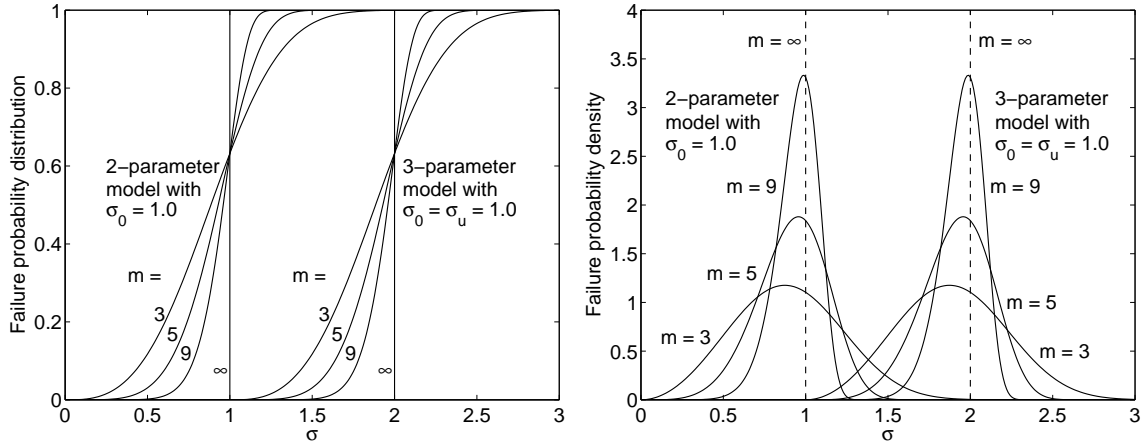 Failure probability distribution
1
0.8
0.6
0.4
0.2
0
2−parameter
model with
σ0 = 1.0
3−parameter
model with
σ0 = σu = 1.0
m =
3
5
9
∞
m =
3
5
9
∞
0 0.5 1 1.5 2 2.5 3
σ
Failure probability density
4
3.5
3
2.5
2
1.5
1
0.5
0
m = ∞
m = ∞
2−parameter
model with
σ0 = 1.0
3−parameter
model with
σ0 = σu = 1.0
m = 9
m = 9
m = 5
m = 5
m = 3
m = 3
0 0.5 1 1.5 2 2.5 3
σ